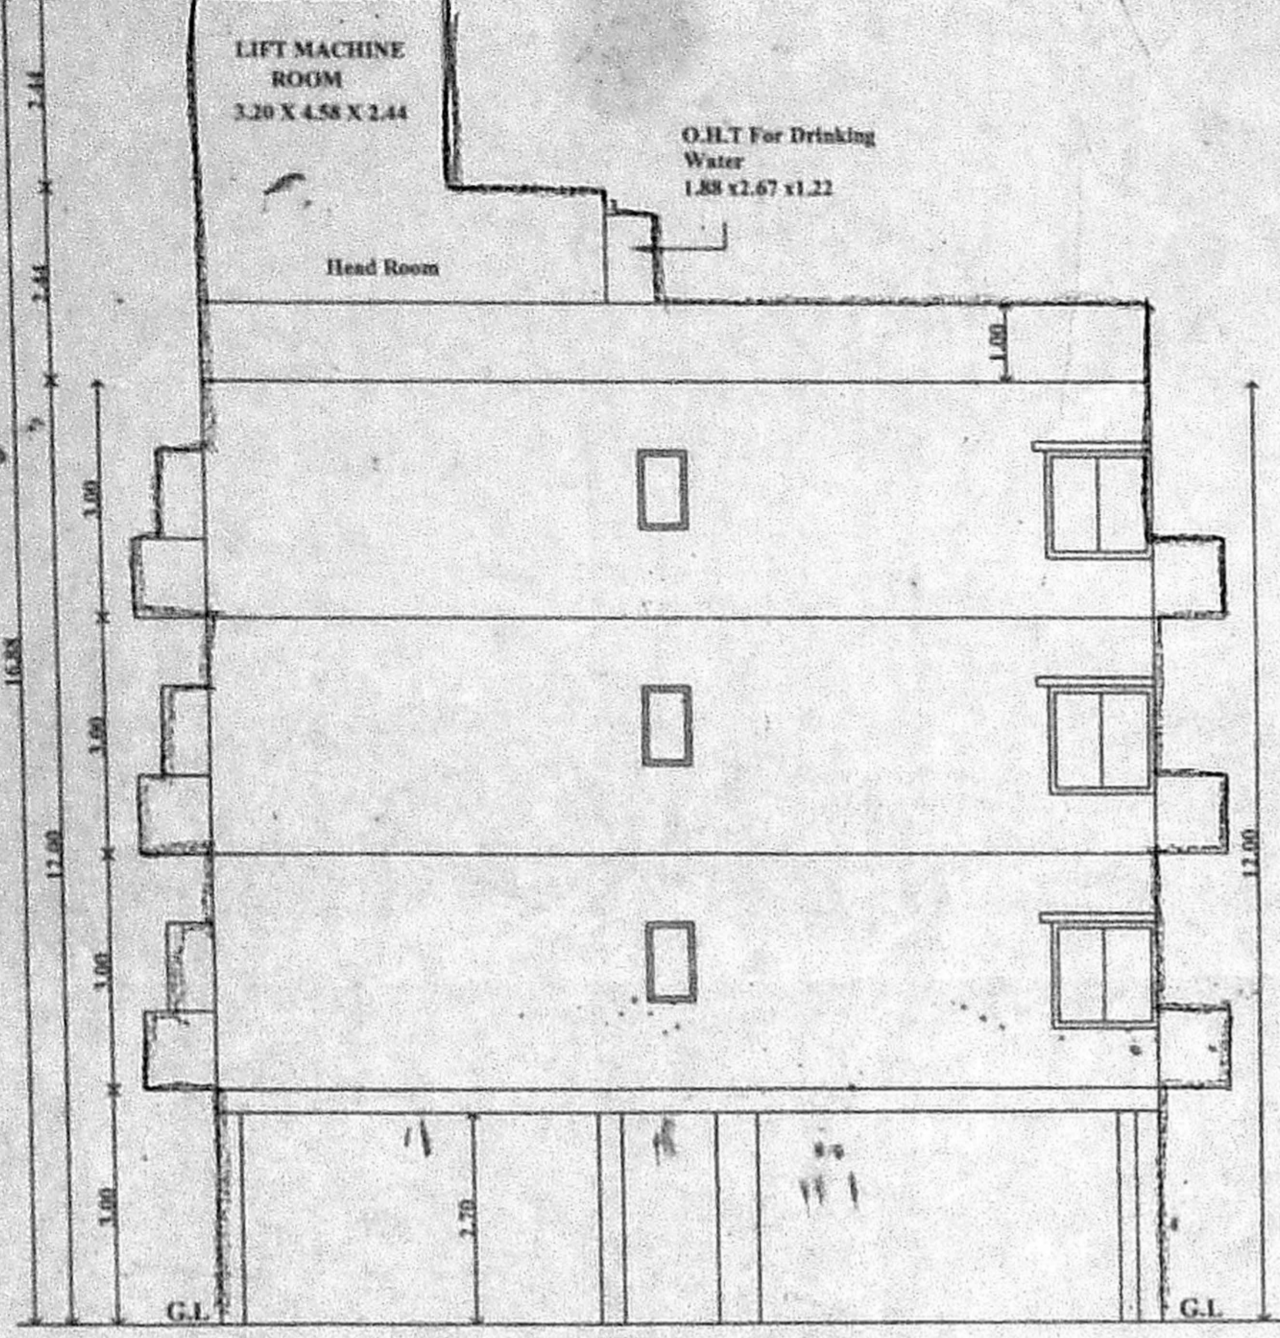 LIFT MACHINE
ROOM
3.20 X 4.58 X 2.44
O.H.T For Drinking
Water
1.88 x2.67 x1.22
Head Room
2.44
2.44
1.00
3.00
3.00
3.00
3.00
16.88
12.00
12.00
2.70
G.L
G.L